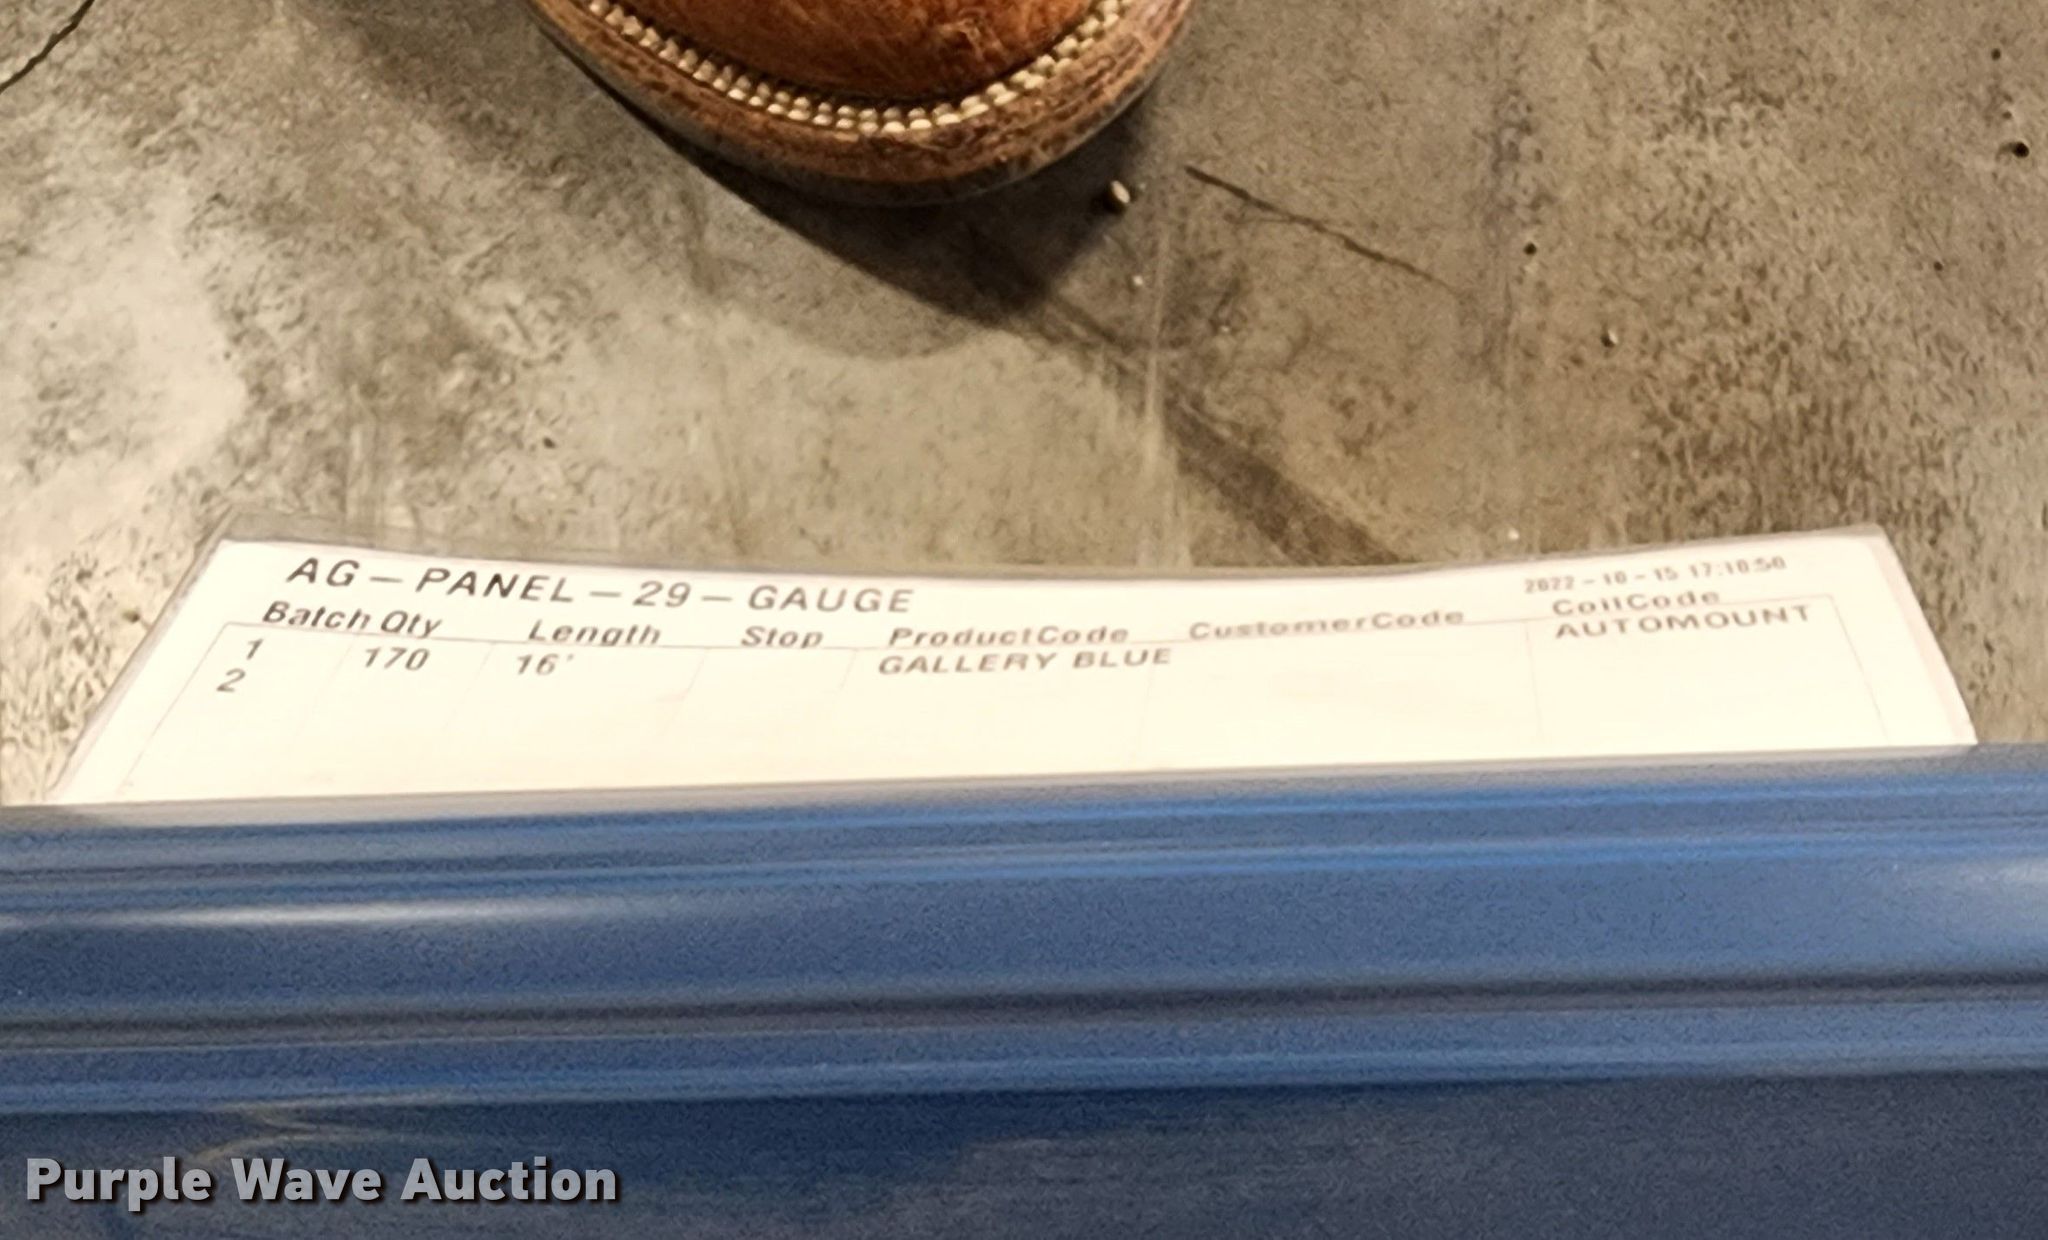 AG-PANEL-29-GAUGE 2022-10-15 17:10:50
Batch Qty Length Stop ProductCode CustomerCode CoilCode
1 170 16' GALLERY BLUE AUTOMOUNT
2
Purple Wave Auction